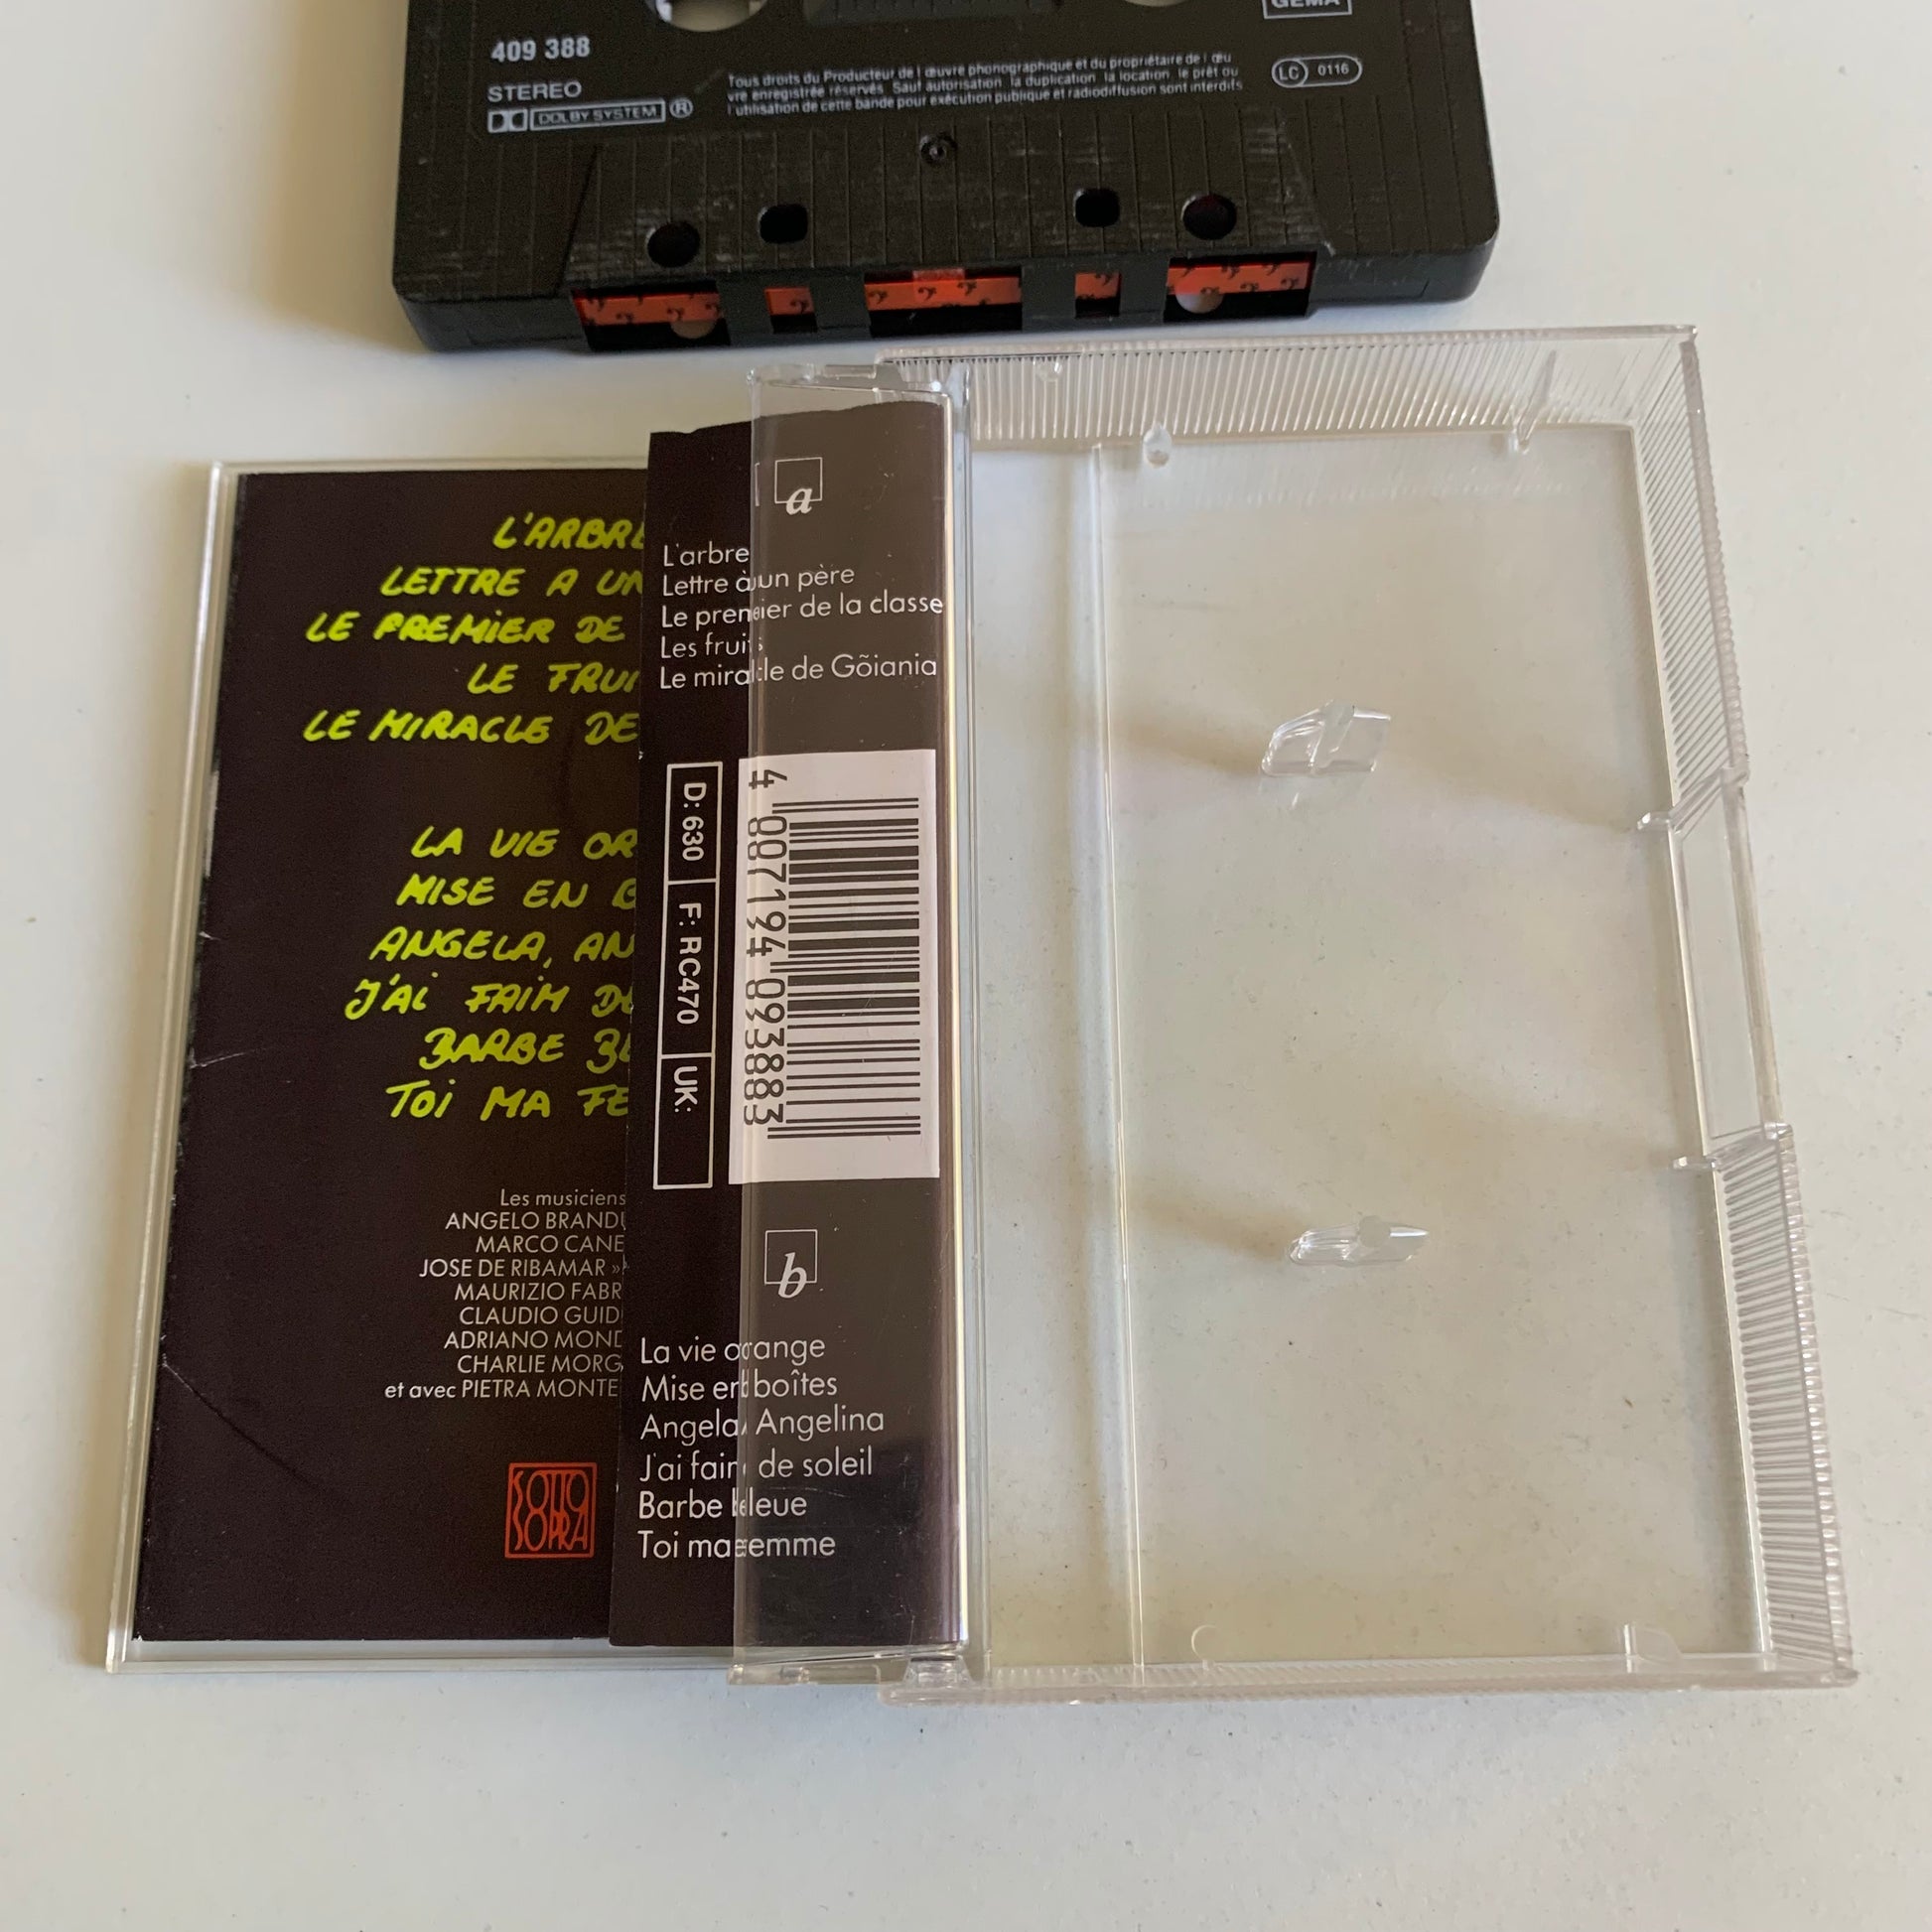 GEMA
409 388
STEREO
DOLBY SYSTEM ®
Tous droits du Producteur de l'œuvre phonographique et du propriétaire de l'œu
vre enregistrée réservés. Sauf autorisation la duplication, la location, le prêt ou
l'utilisation de cette bande pour exécution publique et radiodiffusion sont interdits
LC 0116
L'ARBRE
LETTRE A UN
LE PREMIER DE
LE FRUI
LE MIRACLE DE
LA VIE OR
MISE EN B
ANGELA, AN
J'AI FAIM DE
BARBE BL
TOI MA FE
Les musiciens
ANGELO BRANDU
MARCO CANE
JOSE DE RIBAMAR »
MAURIZIO FABR
CLAUDIO GUID
ADRIANO MOND
CHARLIE MORG
et avec PIETRA MONTE
SOTTO
SOPRA
a
L'arbre
Lettre à un père
Le premier de la classe
Les fruits
Le miracle de Gõiania
D: 630 F: RC470 UK:
4 007194 093883
b
La vie orange
Mise en boîtes
Angela, Angelina
J'ai faim de soleil
Barbe bleue
Toi ma femme